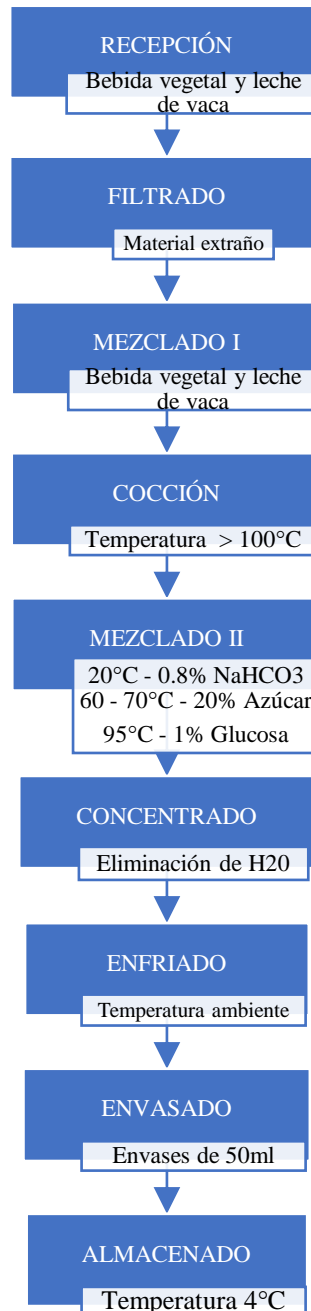 RECEPCIÓN
Bebida vegetal y leche
de vaca
FILTRADO
Material extraño
MEZCLADO I
Bebida vegetal y leche
de vaca
COCCIÓN
Temperatura > 100°C
MEZCLADO II
20°C - 0.8% NaHCO3
60 - 70°C - 20% Azúcar
95°C - 1% Glucosa
CONCENTRADO
Eliminación de H20
ENFRIADO
Temperatura ambiente
ENVASADO
Envases de 50ml
ALMACENADO
Temperatura 4°C